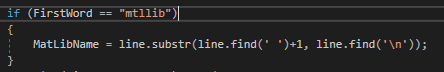 if (FirstWord == "mtllib")
{
MatLibName = line.substr(line.find(' ')+1, line.find('\n'));
}